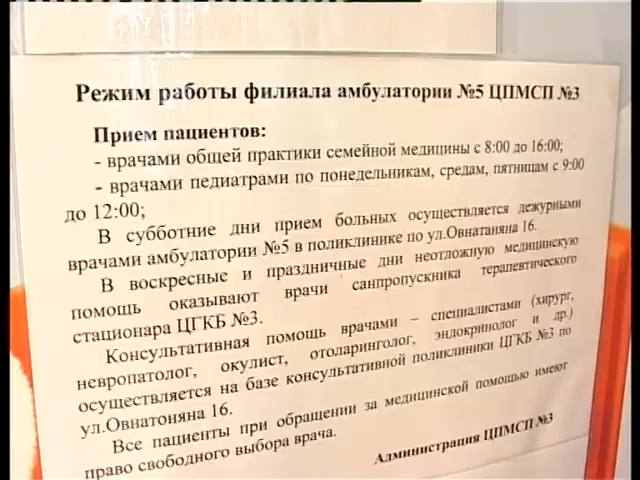 Режим работы филиала амбулатории №5 ЦПМСП №3
Прием пациентов:
- врачами общей практики семейной медицины с 8:00 до 16:00;
- врачами педиатрами по понедельникам, средам, пятницам с 9:00
до 12:00;
В субботние дни прием больных осуществляется дежурными
врачами амбулатории №5 в поликлинике по ул.Овнатаняна 16.
В воскресные и праздничные дни неотложную медицинскую
помощь оказывают врачи санпропускника терапевтического
стационара ЦГКБ №3.
Консультативная помощь врачами – специалистами (хирург,
невропатолог, окулист, отоларинголог, эндокринолог и др.)
осуществляется на базе консультативной поликлиники ЦГКБ №3 по
ул.Овнатоняна 16.
Все пациенты при обращении за медицинской помощью имеют
право свободного выбора врача.
Администрация ЦПМСП №3